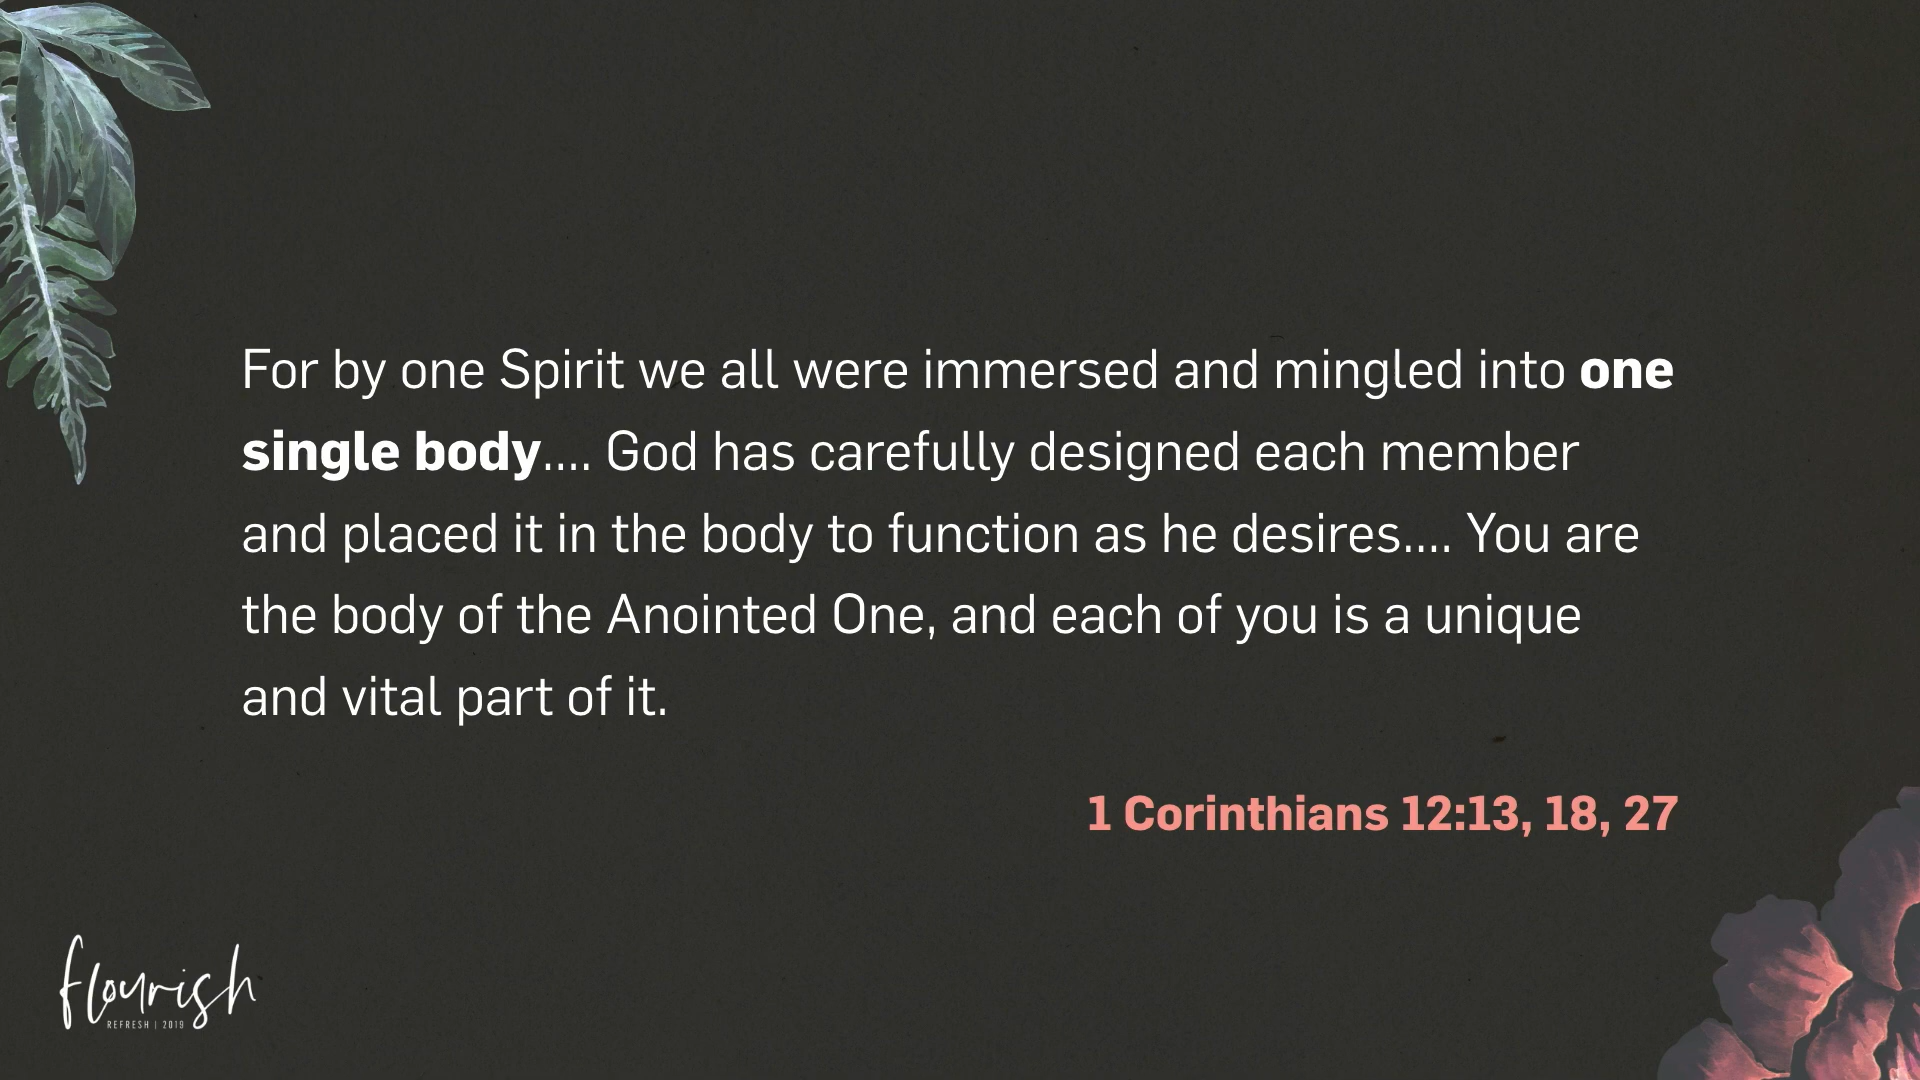 For by one Spirit we all were immersed and mingled into one
single body.... God has carefully designed each member
and placed it in the body to function as he desires.... You are
the body of the Anointed One, and each of you is a unique
and vital part of it.
1 Corinthians 12:13, 18, 27
flourish
REFRESH | 2019